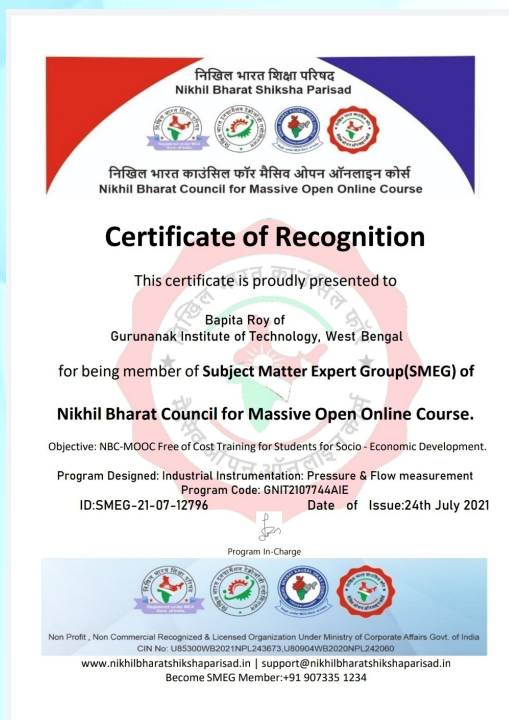 निखिल भारत शिक्षा परिषद
Nikhil Bharat Shiksha Parisad
निखिल भारत काउंसिल फॉर मैसिव ओपन ऑनलाइन कोर्स
Nikhil Bharat Council for Massive Open Online Course
Certificate of Recognition
This certificate is proudly presented to
Bapita Roy of
Gurunanak Institute of Technology, West Bengal
for being member of Subject Matter Expert Group(SMEG) of
Nikhil Bharat Council for Massive Open Online Course.
Objective: NBC-MOOC Free of Cost Training for Students for Socio - Economic Development.
Program Designed: Industrial Instrumentation: Pressure & Flow measurement
Program Code: GNIT2107744AIE
ID:SMEG-21-07-12796 Date of Issue:24th July 2021
Program In-Charge
Non Profit , Non Commercial Recognized & Licensed Organization Under Ministry of Corporate Affairs Govt. of India
CIN No: U85300WB2021NPL243673,U80904WB2020NPL242060
www.nikhilbharatshikshaparisad.in | support@nikhilbharatshikshaparisad.in
Become SMEG Member:+91 907335 1234